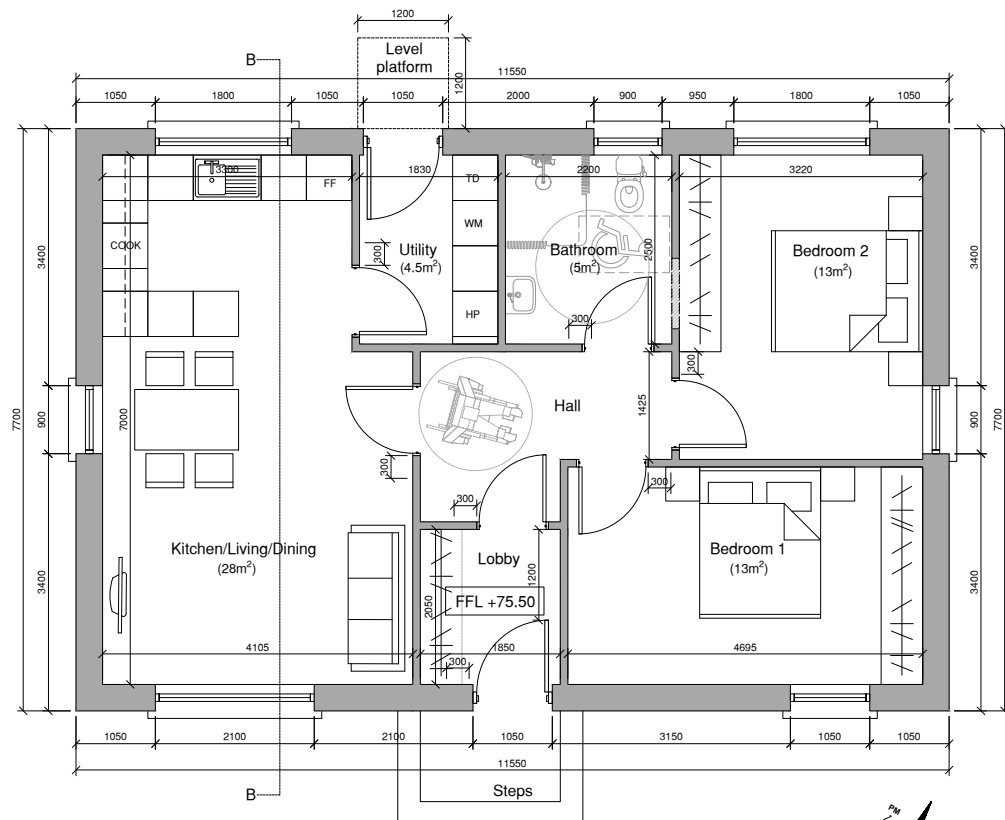 1200
B
Level
platform
1200
11550
1050 1800 1050 1050 2000 900 950 1800 1050
3300 1830 2200 3220
FF
TD
WM
HP
COOK
Utility
(4.5m²)
300
Bathroom
(5m²)
2500
300
Bedroom 2
(13m²)
300
3400
900
3400
7700
7000
3400
900
3400
7700
Hall
1425
300
300
300
Kitchen/Living/Dining
(28m²)
Lobby
1200
FFL +75.50
2050
300
Bedroom 1
(13m²)
4105 1850 4695
1050 2100 2100 1050 3150 1050 1050
11550
B
Steps
PM